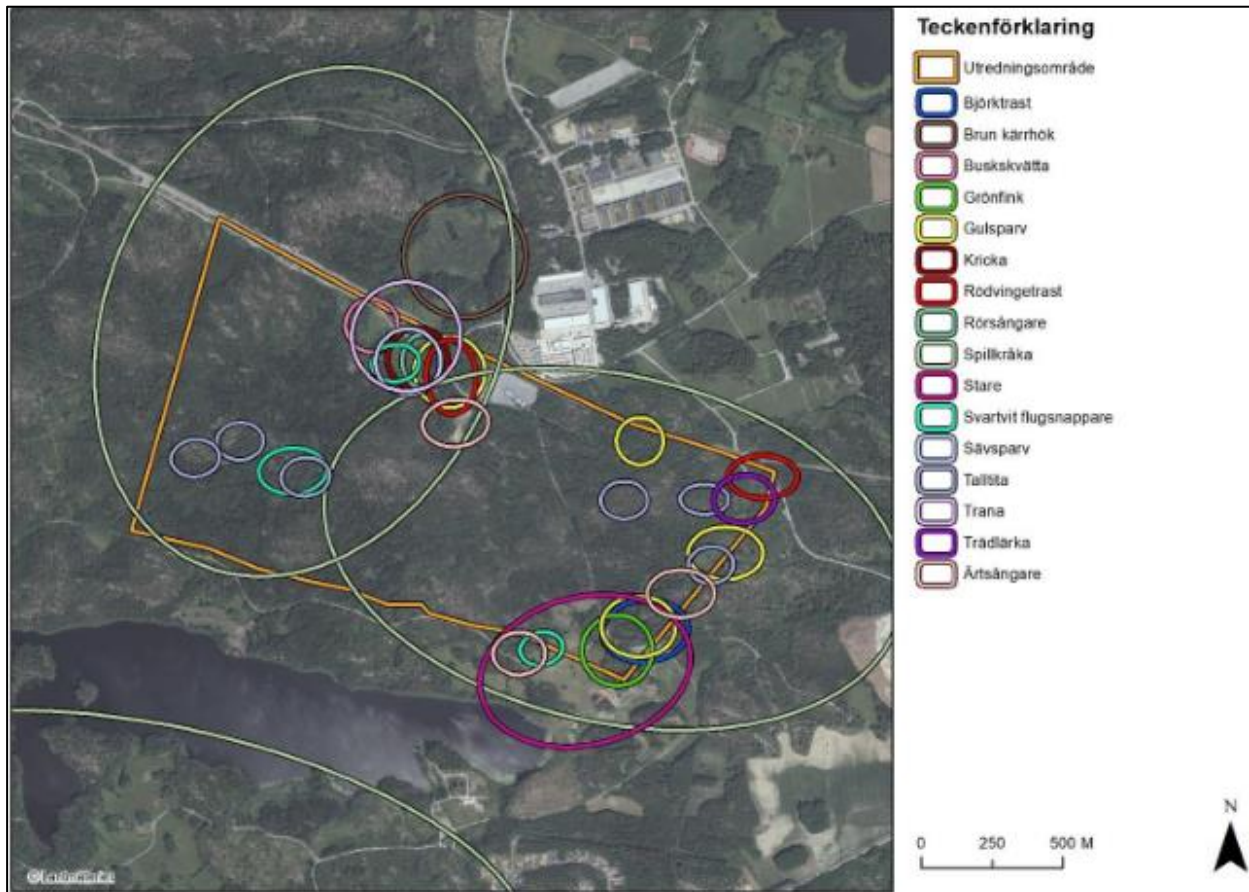 Teckenförklaring
Utredningsområde
Björktrast
Brun kärrhök
Buskskvätta
Grönfink
Gulsparv
Kricka
Rödvingetrast
Rörsångare
Spillkråka
Stare
Svartvit flugsnappare
Sävsparv
Talltita
Trana
Trädlärka
Ärtsångare
N
0 250 500 M
© Lantmäteriet